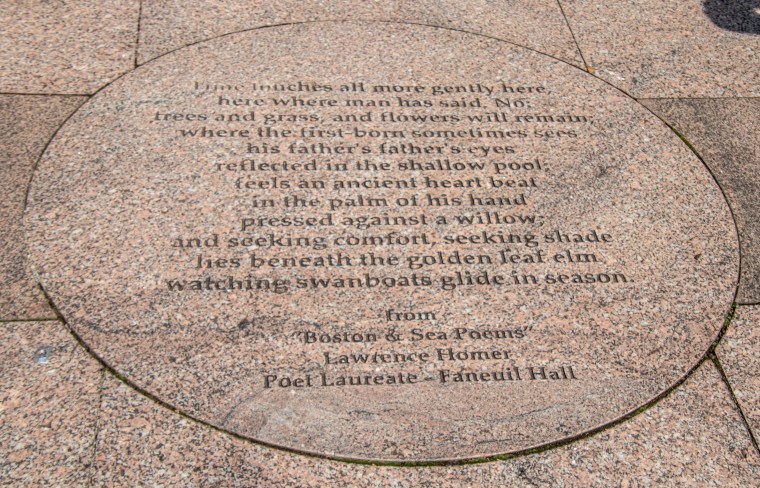 Time touches all more gently here,
here where man has said, No:
trees and grass, and flowers will remain,
where the first-born sometimes sees
his father's father's eyes
reflected in the shallow pool;
feels an ancient heart beat
in the palm of his hand
pressed against a willow;
and seeking comfort, seeking shade
lies beneath the golden leaf elm
watching swanboats glide in season.
from
"Boston & Sea Poems"
Lawrence Homer
Poet Laureate - Faneuil Hall